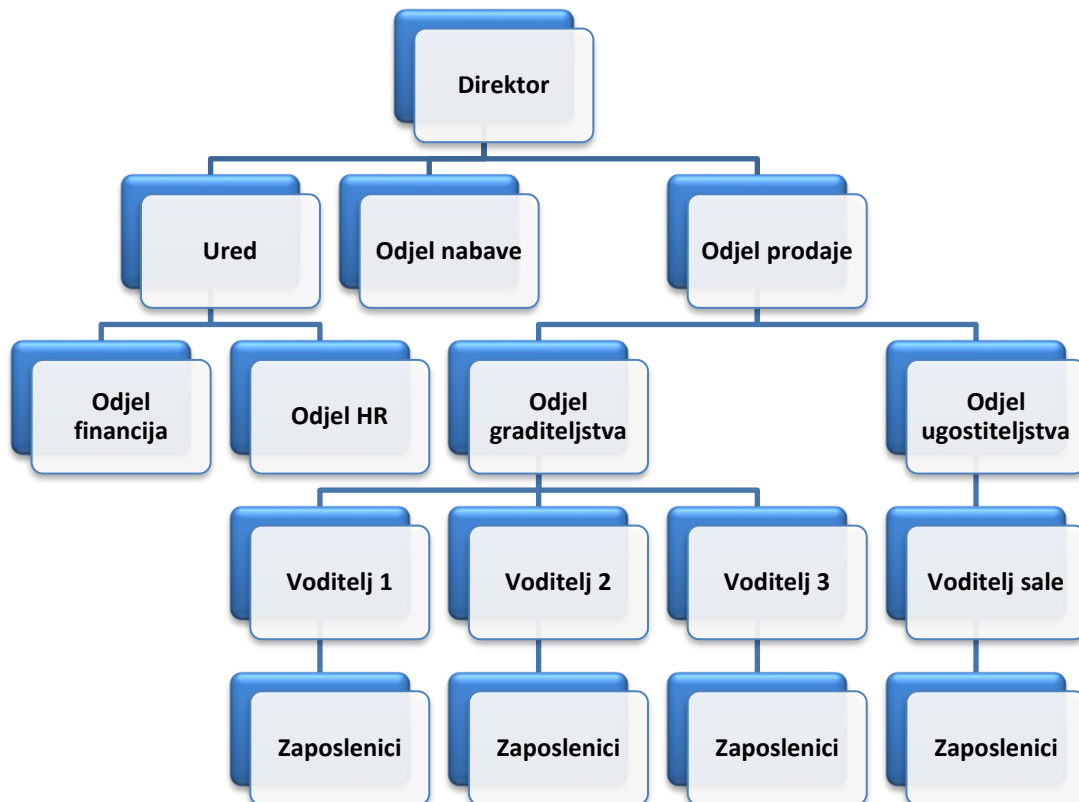 Direktor
Ured
Odjel nabave
Odjel prodaje
Odjel
financija
Odjel HR
Odjel
graditeljstva
Odjel
ugostiteljstva
Voditelj 1
Voditelj 2
Voditelj 3
Voditelj sale
Zaposlenici
Zaposlenici
Zaposlenici
Zaposlenici